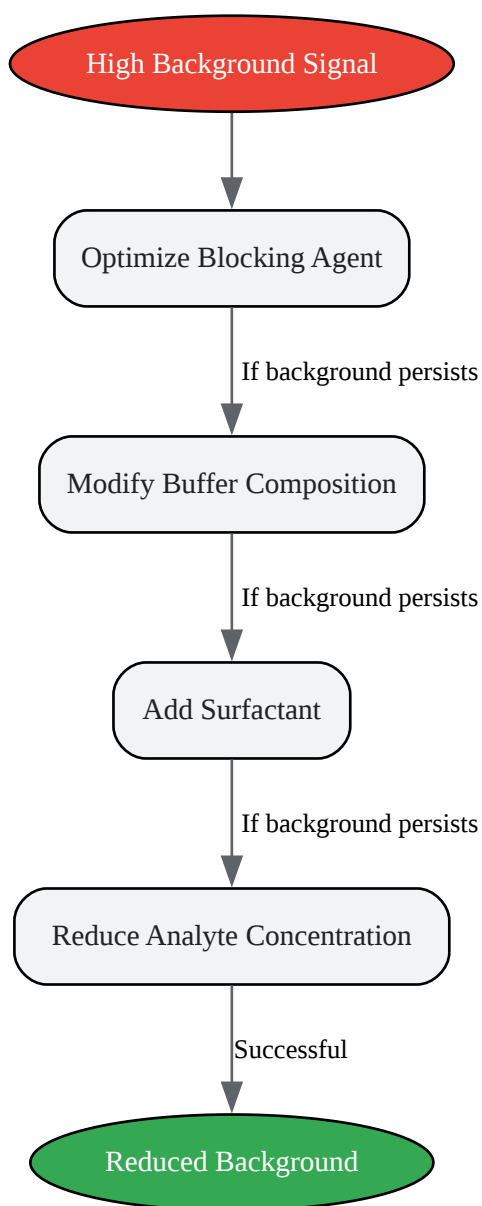 High Background Signal
Optimize Blocking Agent
If background persists
Modify Buffer Composition
If background persists
Add Surfactant
If background persists
Reduce Analyte Concentration
Successful
Reduced Background